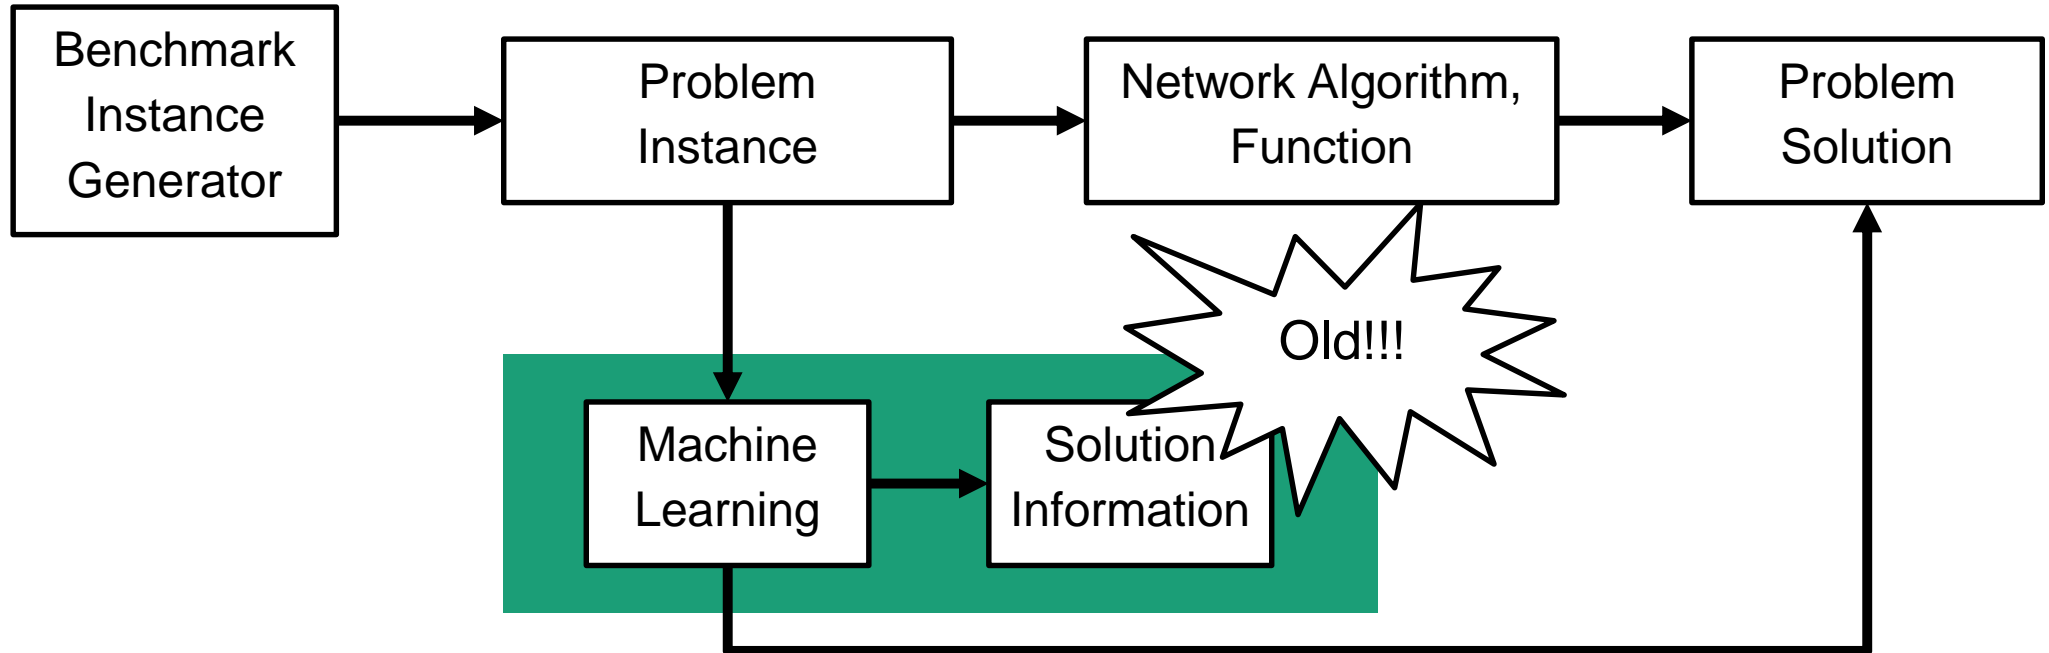 Benchmark
Instance
Generator
Problem
Instance
Network Algorithm,
Function
Problem
Solution
Old!!!
Machine
Learning
Solution
Information